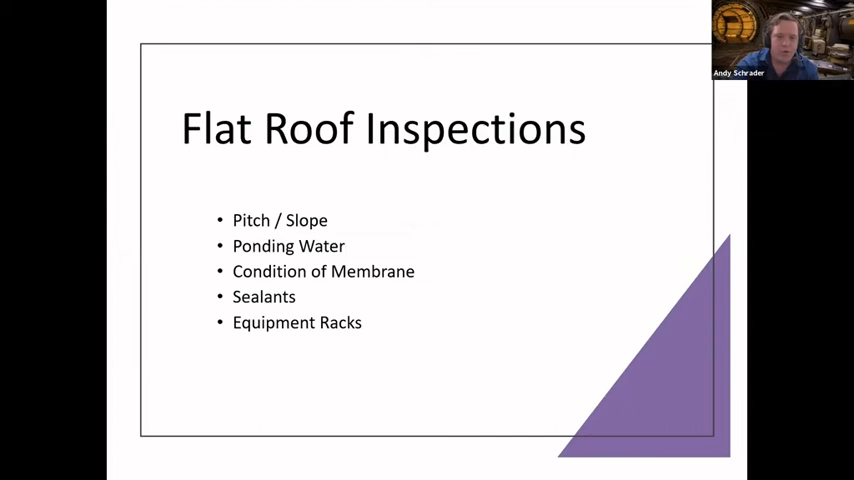 Andy Schrader
Flat Roof Inspections
• Pitch / Slope
• Ponding Water
• Condition of Membrane
• Sealants
• Equipment Racks